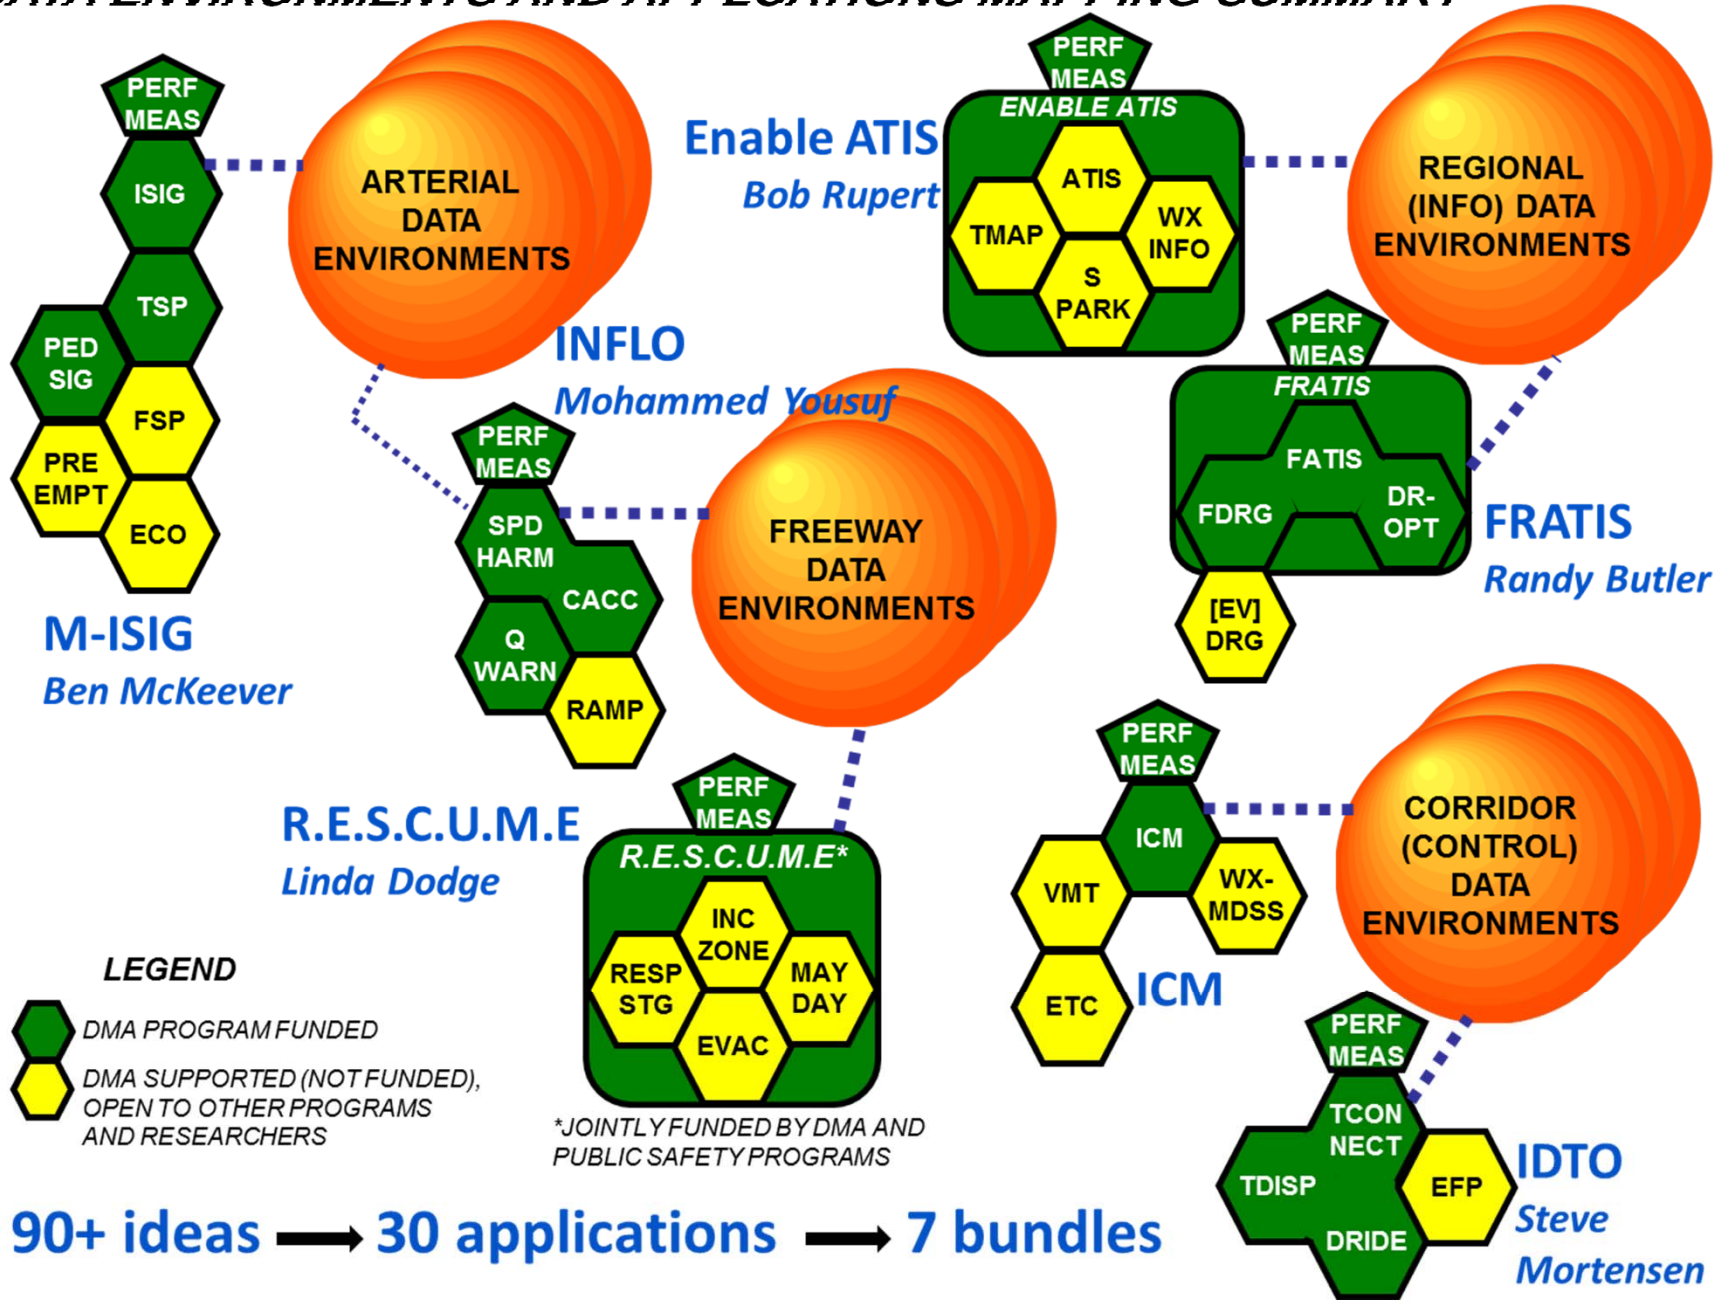 DATA ENVIRONMENTS AND APPLICATIONS MAPPING SUMMARY
PERF
MEAS
ISIG
TSP
PED
SIG
FSP
PRE
EMPT
ECO
M-ISIG
Ben McKeever
ARTERIAL
DATA
ENVIRONMENTS
INFLO
Mohammed Yousuf
PERF
MEAS
SPD
HARM
CACC
Q
WARN
RAMP
FREEWAY
DATA
ENVIRONMENTS
Enable ATIS
Bob Rupert
PERF
MEAS
ENABLE ATIS
ATIS
TMAP
WX
INFO
S
PARK
REGIONAL
(INFO) DATA
ENVIRONMENTS
PERF
MEAS
FRATIS
FATIS
FDRG
DR-
OPT
[EV]
DRG
FRATIS
Randy Butler
R.E.S.C.U.M.E
Linda Dodge
PERF
MEAS
R.E.S.C.U.M.E*
INC
ZONE
RESP
STG
MAY
DAY
EVAC
*JOINTLY FUNDED BY DMA AND
PUBLIC SAFETY PROGRAMS
PERF
MEAS
ICM
VMT
WX-
MDSS
ETC
ICM
CORRIDOR
(CONTROL)
DATA
ENVIRONMENTS
PERF
MEAS
TCON
NECT
TDISP
EFP
DRIDE
IDTO
Steve
Mortensen
LEGEND
DMA PROGRAM FUNDED
DMA SUPPORTED (NOT FUNDED),
OPEN TO OTHER PROGRAMS
AND RESEARCHERS
90+ ideas → 30 applications → 7 bundles